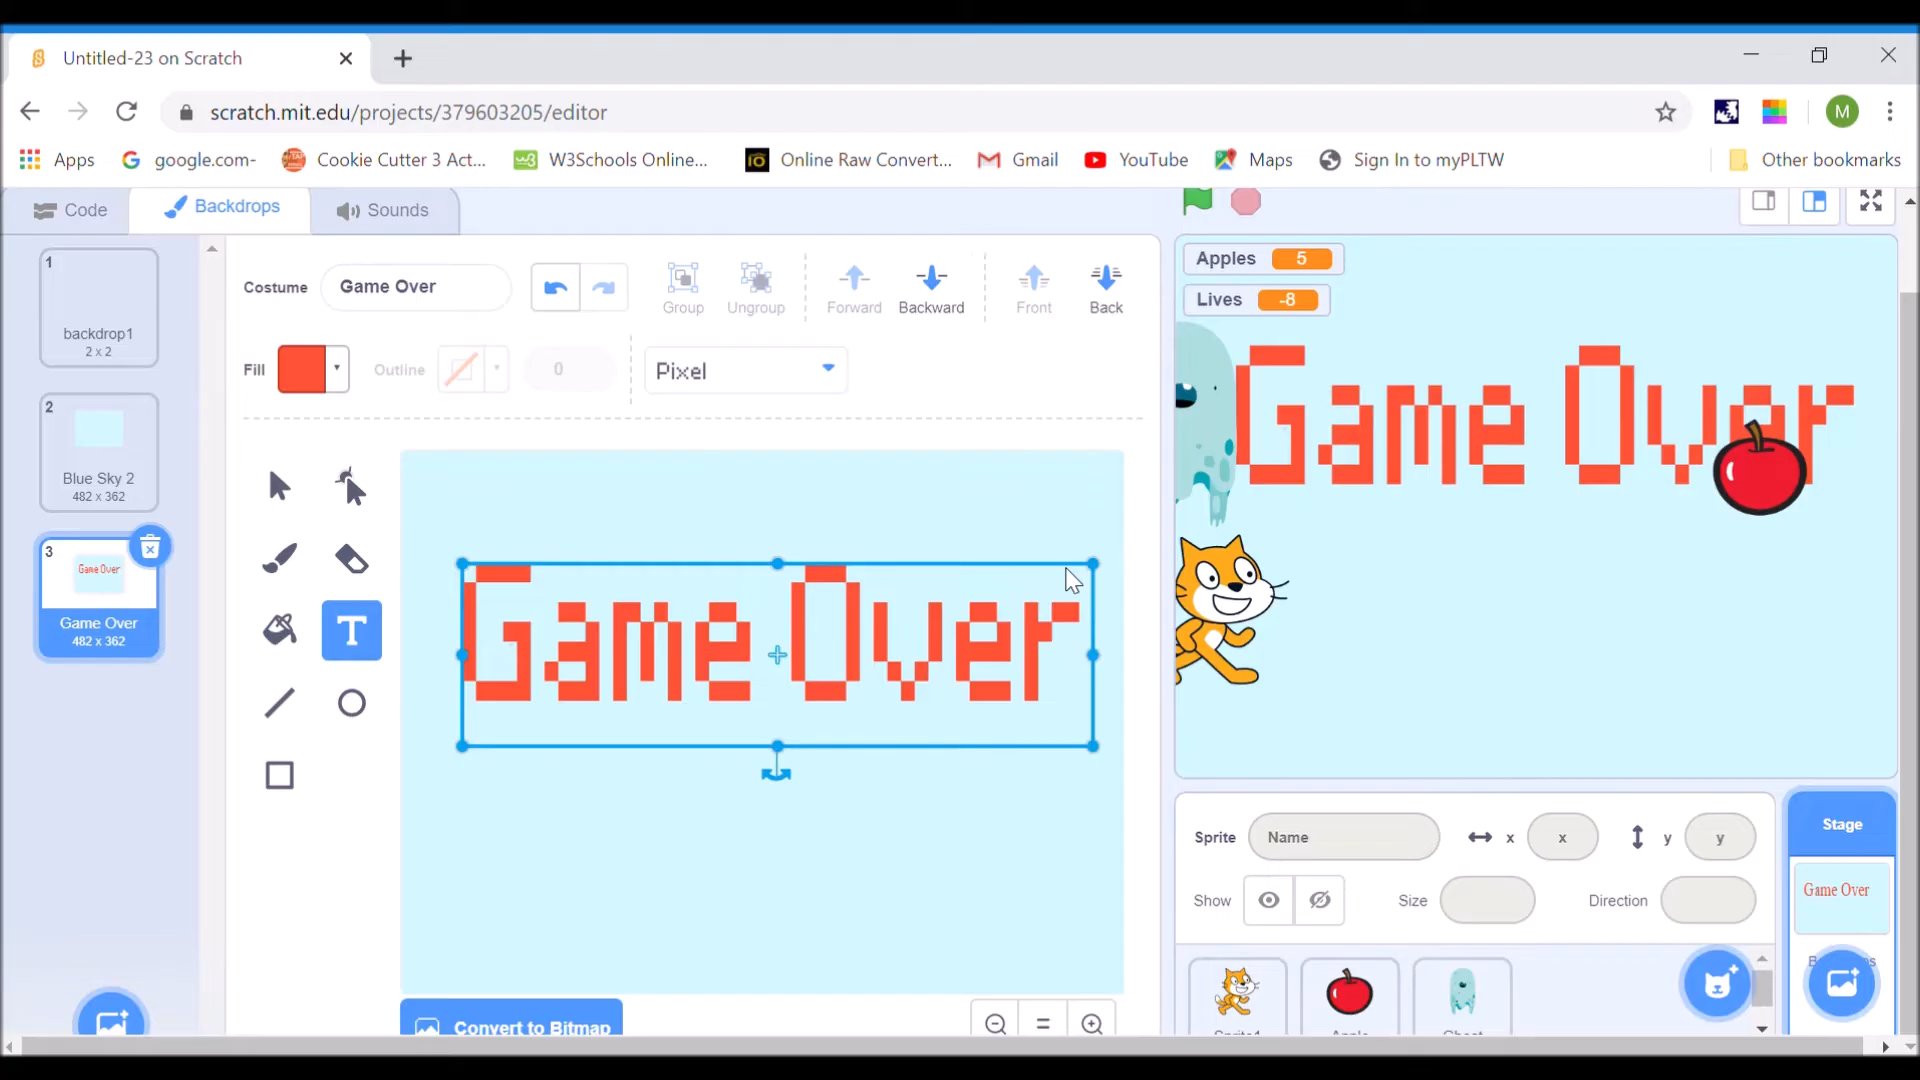 Untitled-23 on Scratch
scratch.mit.edu/projects/379603205/editor
M
Apps
google.com-
Cookie Cutter 3 Act...
W3Schools Online...
Online Raw Convert...
Gmail
YouTube
Maps
Sign In to myPLTW
Other bookmarks
Code
Backdrops
Sounds
1
backdrop1
2 x 2
2
Blue Sky 2
482 x 362
3
Game Over
Game Over
482 x 362
Costume
Game Over
Group
Ungroup
Forward
Backward
Front
Back
Fill
Outline
0
Pixel
T
Game Over
Convert to Bitmap
Apples 5
Lives -8
Game Over
Sprite
Name
x
x
y
y
Show
Size
Direction
Stage
Game Over
Sprite1
Apple
Ghost